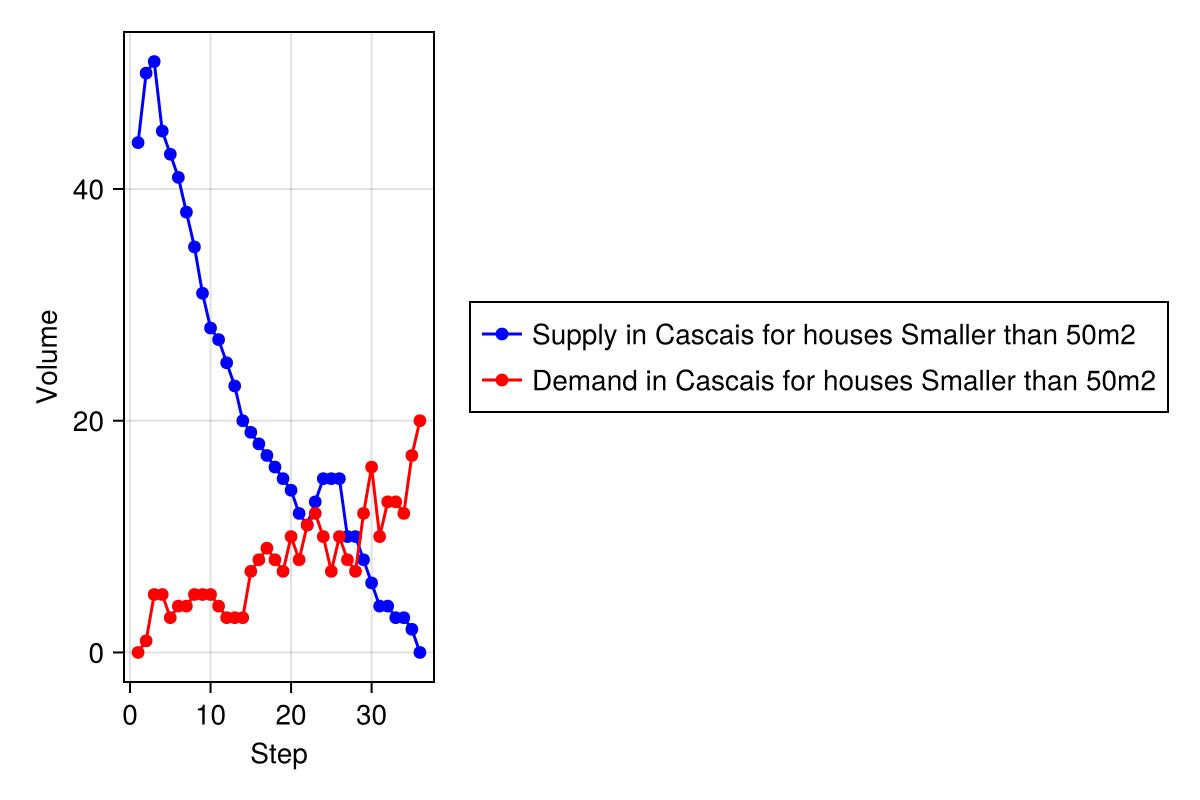 Volume
40
20
0
0 10 20 30
Step
Supply in Cascais for houses Smaller than 50m2
Demand in Cascais for houses Smaller than 50m2